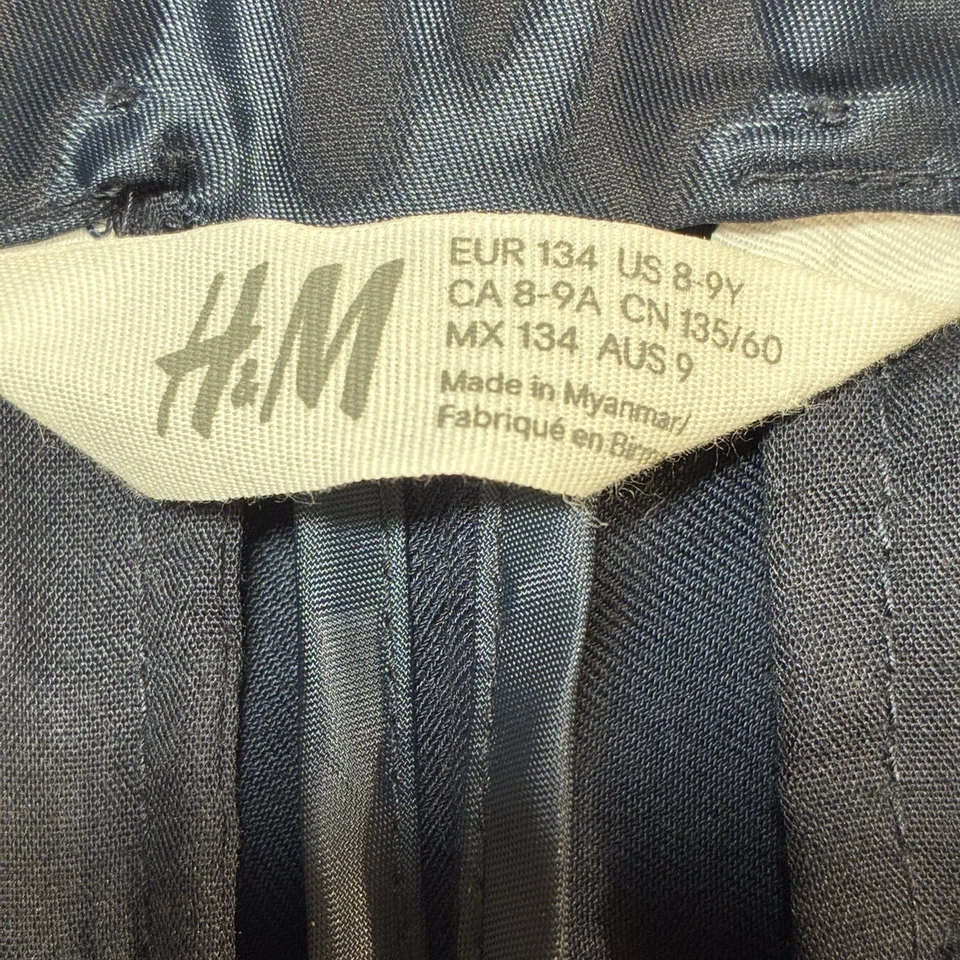 H&M
EUR 134 US 8-9Y
CA 8-9A CN 135/60
MX 134 AUS 9
Made in Myanmar/
Fabriqué en